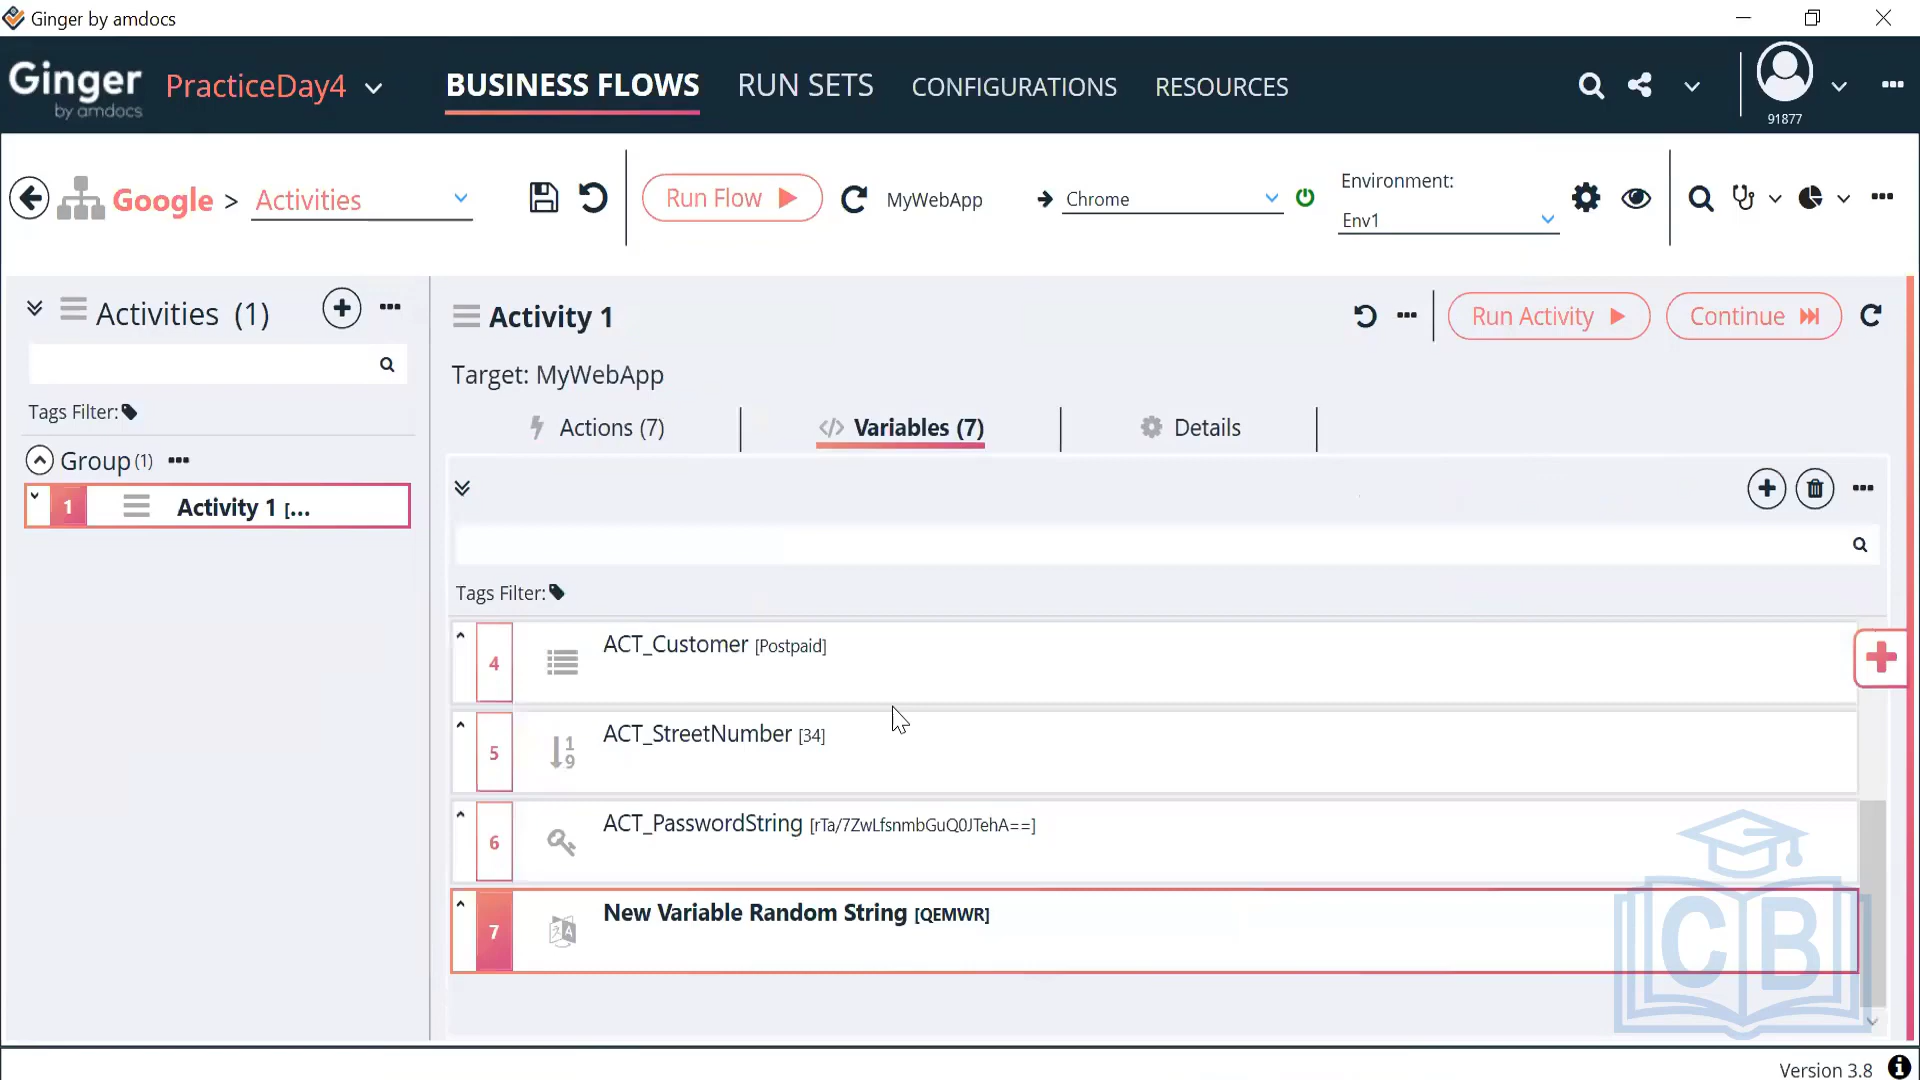 Ginger by amdocs
Ginger
by amdocs
PracticeDay4
BUSINESS FLOWS
RUN SETS
CONFIGURATIONS
RESOURCES
91877
Google > Activities
Run Flow
MyWebApp
Chrome
Environment:
Env1
Activities (1)
Tags Filter:
Group (1)
1
Activity 1 [...
Activity 1
Run Activity
Continue
Target: MyWebApp
Actions (7)
Variables (7)
Details
Tags Filter:
4
ACT_Customer [Postpaid]
5
ACT_StreetNumber [34]
6
ACT_PasswordString [rTa/7ZwLfsnmbGuQ0JTehA==]
7
New Variable Random String [QEMWR]
CB
Version 3.8